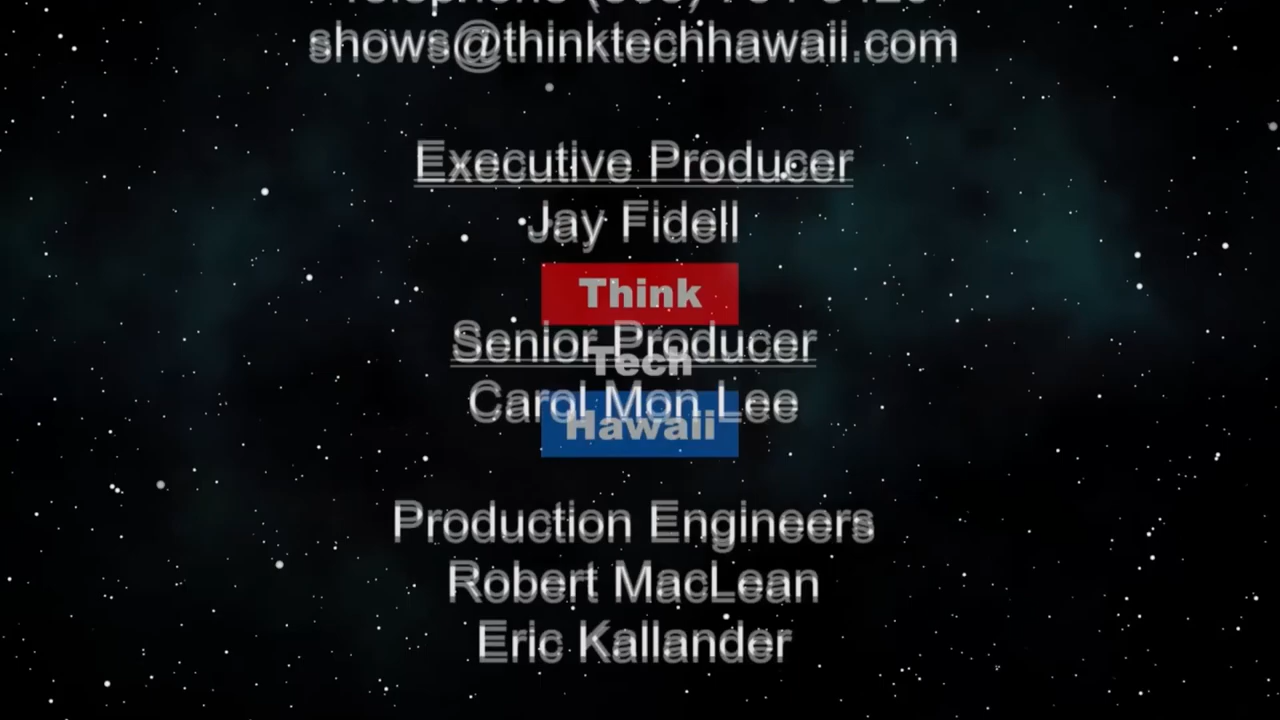 shows@thinktechhawaii.com
Executive Producer
Jay Fidell
Think
Senior Producer
Tech
Carol Mon Lee
Hawaii
Production Engineers
Robert MacLean
Eric Kallander